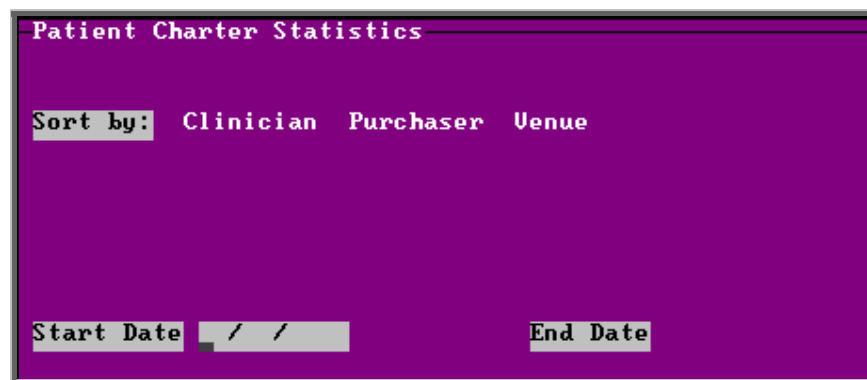 Patient Charter Statistics
Sort by: Clinician Purchaser Venue
Start Date / / End Date